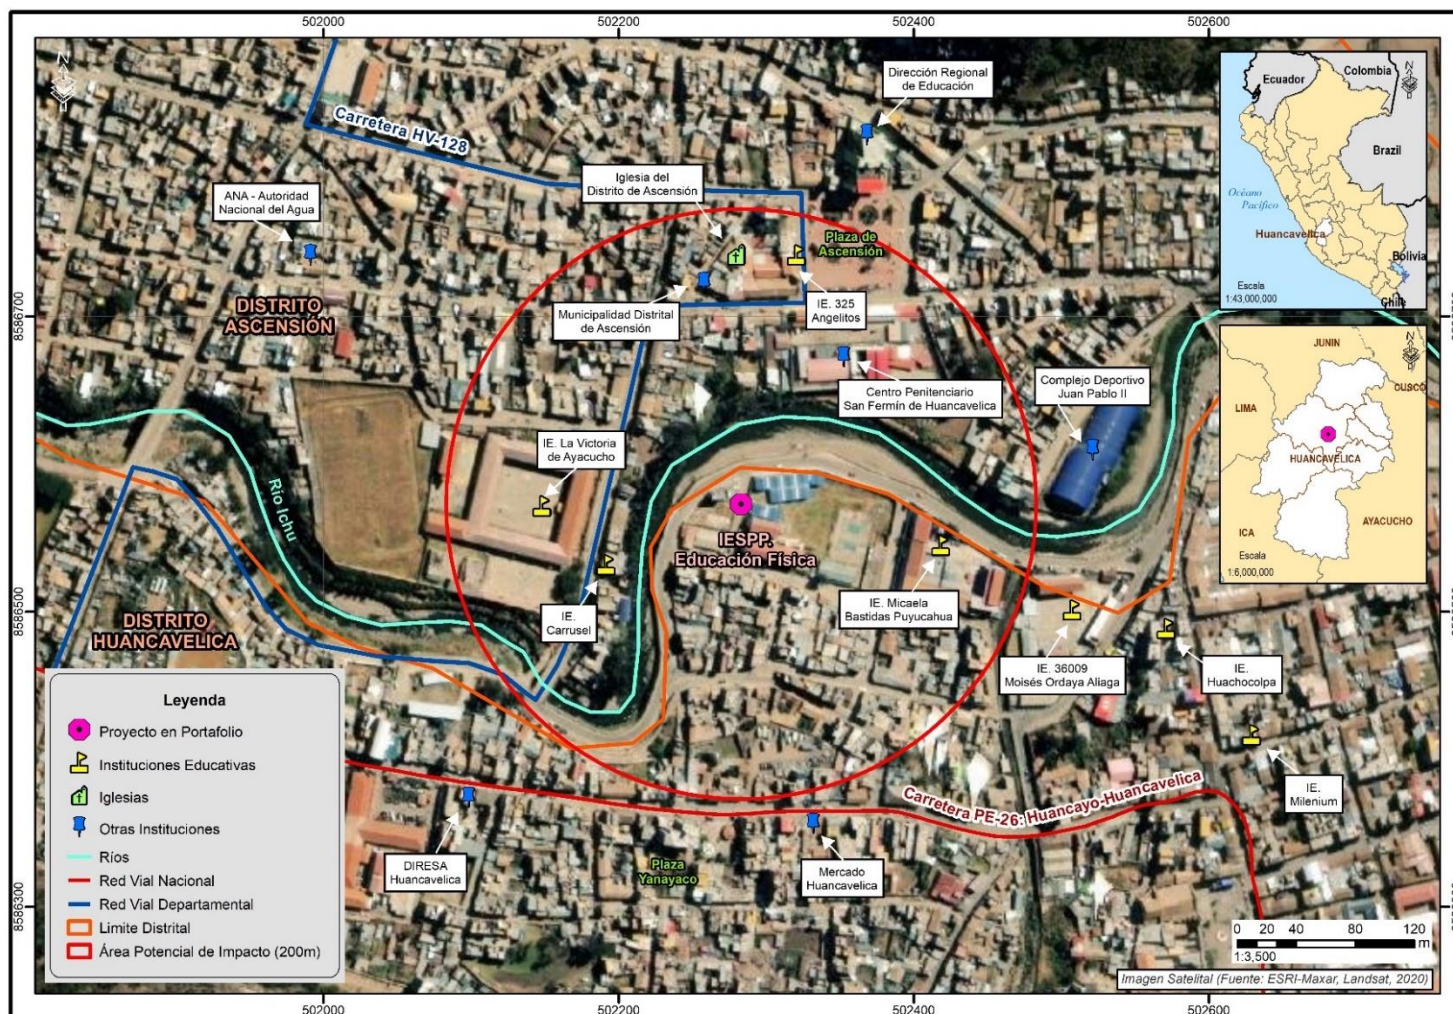 502000
502200
502400
502600
Ecuador
Colombia
Brazil
Océano
Pacífico
Huancavelica
Bolivia
Chile
Escala
1:43,000,000
N
Carretera HV-128
Dirección Regional
de Educación
Iglesia del
Distrito de Ascensión
ANA - Autoridad
Nacional del Agua
Plaza de
Ascensión
DISTRITO
ASCENSIÓN
Municipalidad Distrital
de Ascensión
IE. 325
Angelitos
8586700
Centro Penitenciario
San Fermín de Huancavelica
Complejo Deportivo
Juan Pablo II
N
JUNIN
CUSCO
LIMA
HUANCAVELICA
ICA
AYACUCHO
Escala
1:6,000,000
IE. La Victoria
de Ayacucho
Río Ichu
IESPP.
Educación Física
8586500
IE.
Carrusel
IE. Micaela
Bastidas Puyucahua
DISTRITO
HUANCAVELICA
IE. 36009
Moisés Ordaya Aliaga
IE.
Huachocolpa
IE.
Milenium
Carretera PE-26: Huancayo-Huancavelica
DIRESA
Huancavelica
Plaza
Yanayaco
Mercado
Huancavelica
8586300
Leyenda
Proyecto en Portafolio
Instituciones Educativas
Iglesias
Otras Instituciones
Ríos
Red Vial Nacional
Red Vial Departamental
Limite Distrital
Área Potencial de Impacto (200m)
0 20 40 80 120
m
1:3,500
Imagen Satelital (Fuente: ESRI-Maxar, Landsat, 2020)
502000
502200
502400
502600